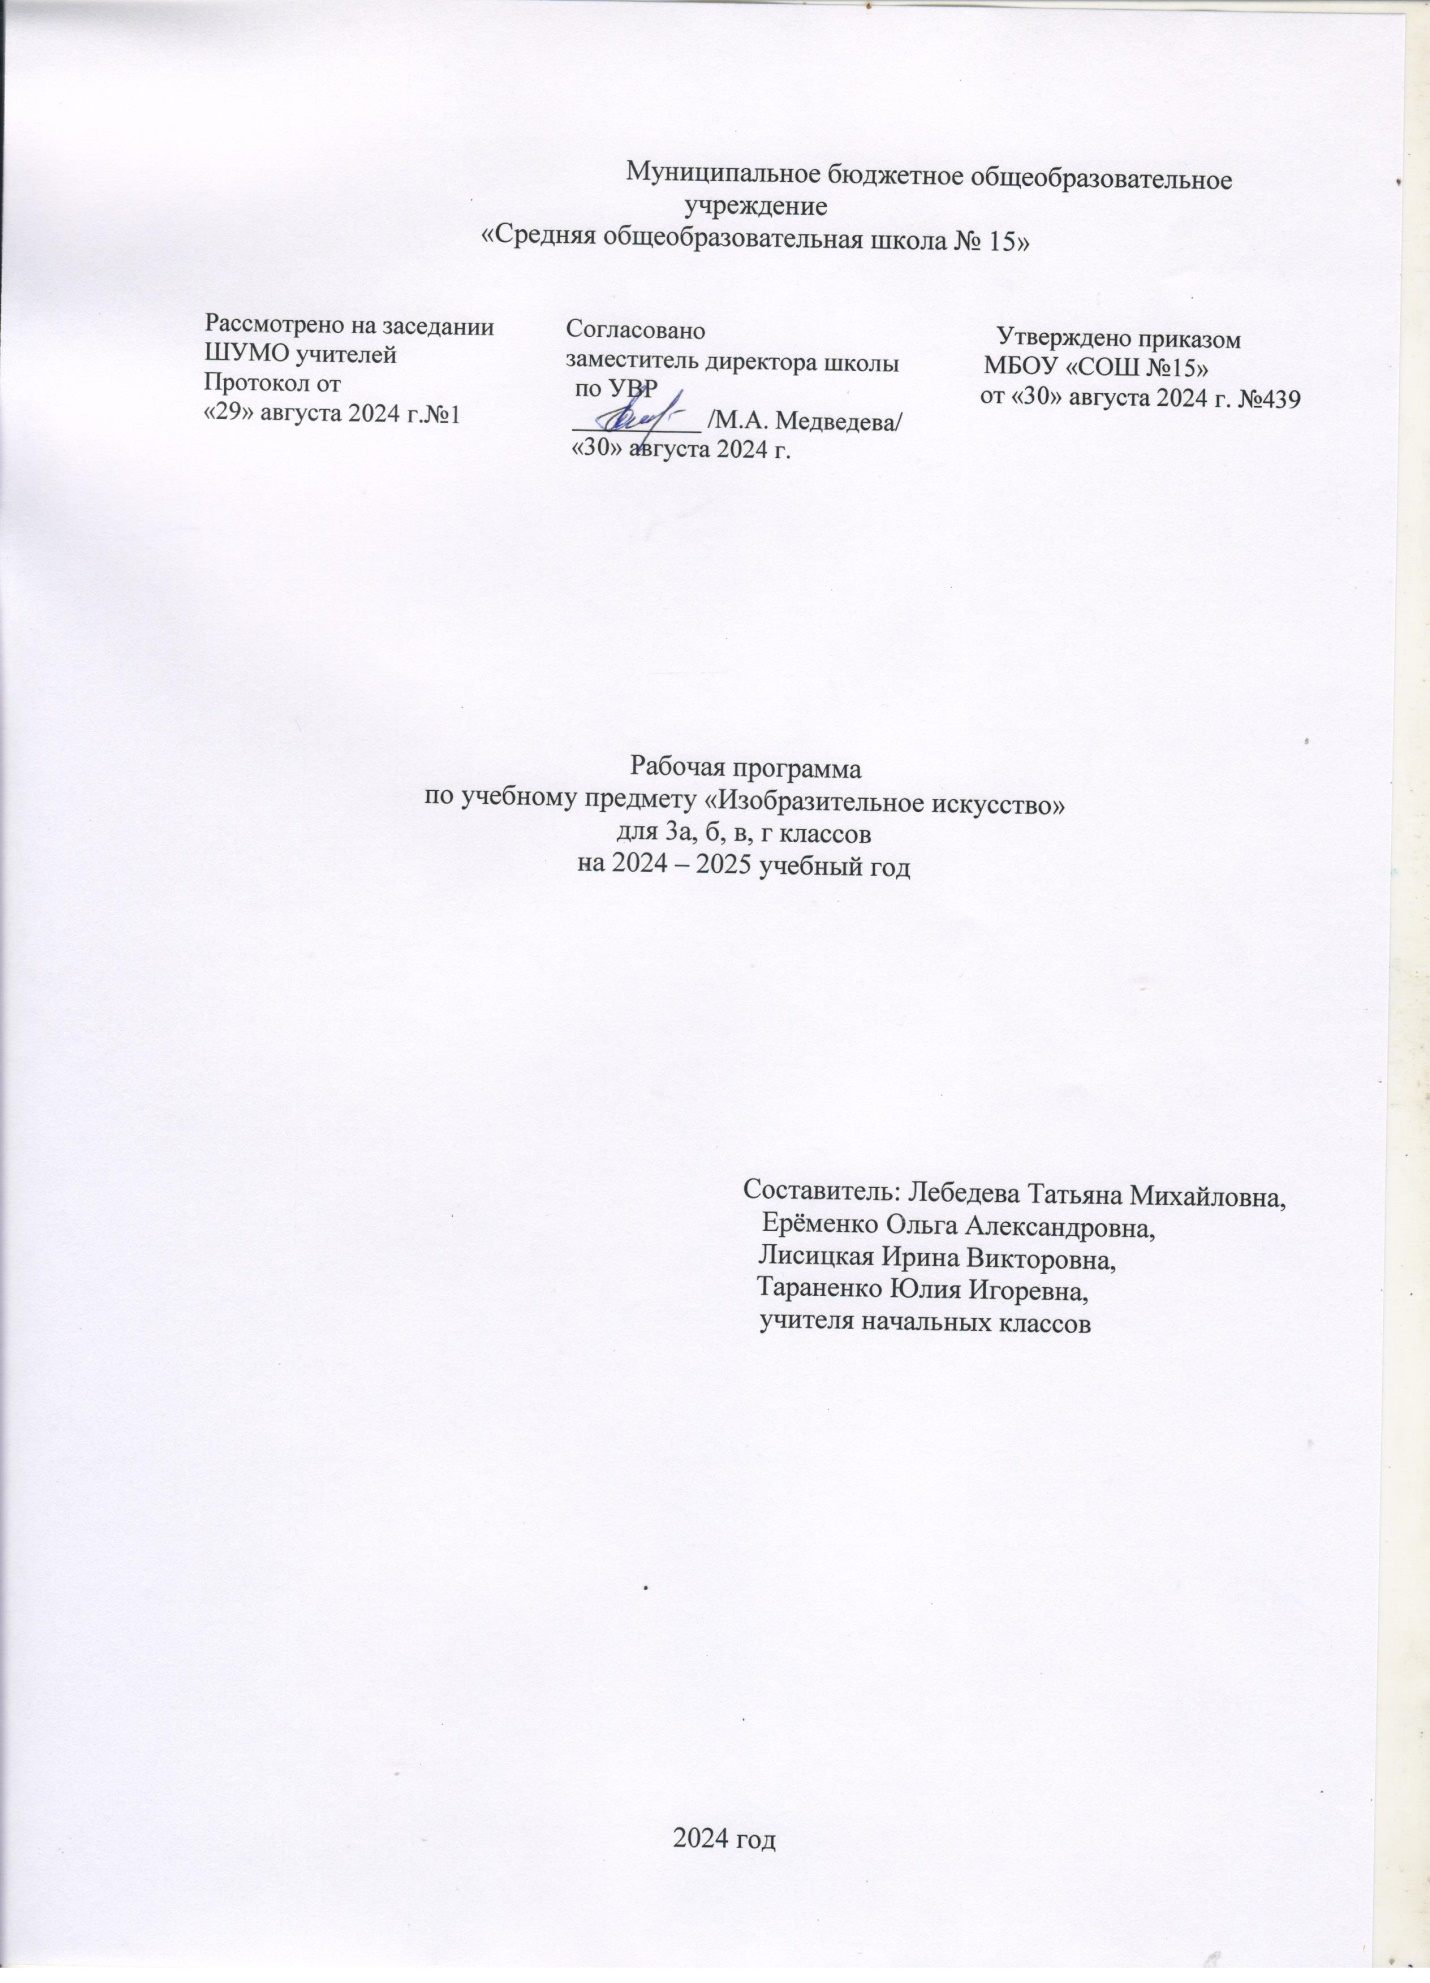 Муниципальное бюджетное общеобразовательное
учреждение
«Средняя общеобразовательная школа № 15»
Рассмотрено на заседании
ШУМО учителей
Протокол от
«29» августа 2024 г.№1
Согласовано
заместитель директора школы
по УВР
___________ /М.А. Медведева/
«30» августа 2024 г.
Утверждено приказом
МБОУ «СОШ №15»
от «30» августа 2024 г. №439
Рабочая программа
по учебному предмету «Изобразительное искусство»
для 3а, б, в, г классов
на 2024 – 2025 учебный год
Составитель: Лебедева Татьяна Михайловна,
Ерёменко Ольга Александровна,
Лисицкая Ирина Викторовна,
Тараненко Юлия Игоревна,
учителя начальных классов
2024 год